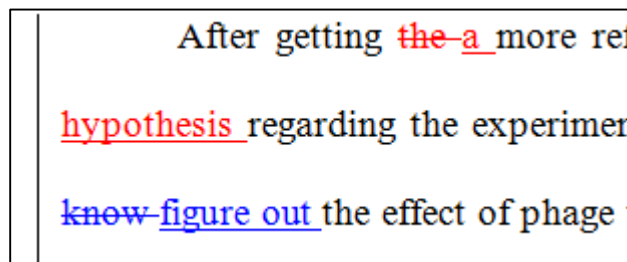 After getting the a more
hypothesis regarding the
know figure out the effect of phage